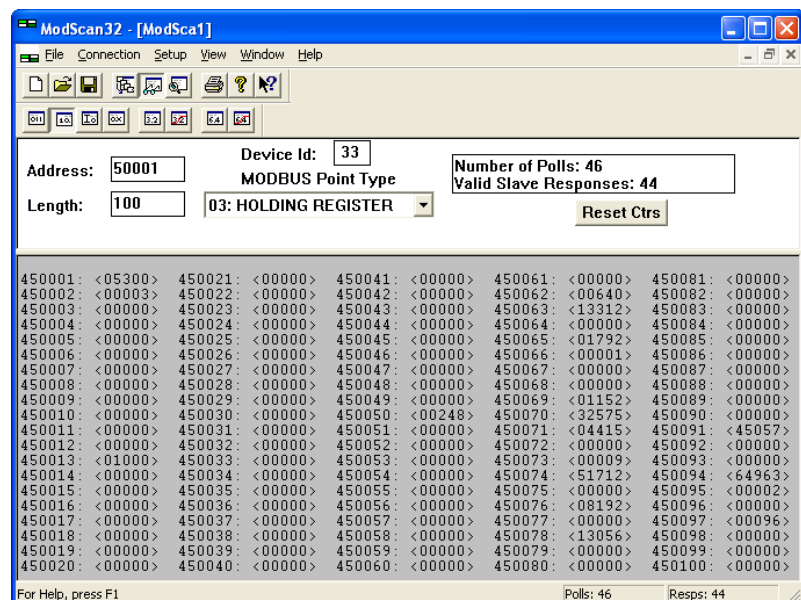 ModScan32 - [ModSca1]
File Connection Setup View Window Help
Address: 50001
Device Id: 33
MODBUS Point Type
Length: 100
03: HOLDING REGISTER
Number of Polls: 46
Valid Slave Responses: 44
Reset Ctrs
450001: <05300> 450021: <00000> 450041: <00000> 450061: <00000> 450081: <00000>
450002: <00003> 450022: <00000> 450042: <00000> 450062: <00640> 450082: <00000>
450003: <00000> 450023: <00000> 450043: <00000> 450063: <13312> 450083: <00000>
450004: <00000> 450024: <00000> 450044: <00000> 450064: <00000> 450084: <00000>
450005: <00000> 450025: <00000> 450045: <00000> 450065: <01792> 450085: <00000>
450006: <00000> 450026: <00000> 450046: <00000> 450066: <00001> 450086: <00000>
450007: <00000> 450027: <00000> 450047: <00000> 450067: <00000> 450087: <00000>
450008: <00000> 450028: <00000> 450048: <00000> 450068: <00000> 450088: <00000>
450009: <00000> 450029: <00000> 450049: <00000> 450069: <01152> 450089: <00000>
450010: <00000> 450030: <00000> 450050: <00248> 450070: <32575> 450090: <00000>
450011: <00000> 450031: <00000> 450051: <00000> 450071: <04415> 450091: <45057>
450012: <00000> 450032: <00000> 450052: <00000> 450072: <00000> 450092: <00000>
450013: <01000> 450033: <00000> 450053: <00000> 450073: <00009> 450093: <00000>
450014: <00000> 450034: <00000> 450054: <00000> 450074: <51712> 450094: <64963>
450015: <00000> 450035: <00000> 450055: <00000> 450075: <00000> 450095: <00002>
450016: <00000> 450036: <00000> 450056: <00000> 450076: <08192> 450096: <00000>
450017: <00000> 450037: <00000> 450057: <00000> 450077: <00000> 450097: <00096>
450018: <00000> 450038: <00000> 450058: <00000> 450078: <13056> 450098: <00000>
450019: <00000> 450039: <00000> 450059: <00000> 450079: <00000> 450099: <00000>
450020: <00000> 450040: <00000> 450060: <00000> 450080: <00000> 450100: <00000>
For Help, press F1
Polls: 46
Resps: 44